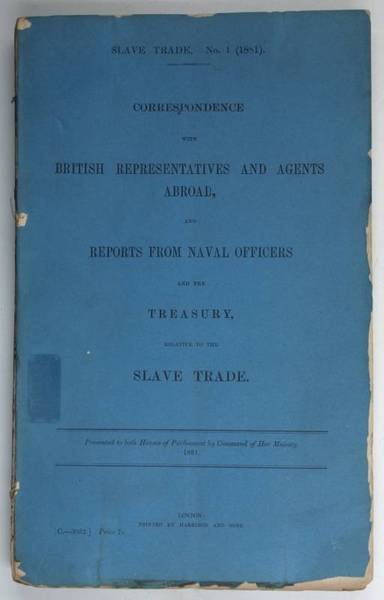 SLAVE TRADE. No. 1 (1881).
CORRESPONDENCE
WITH
BRITISH REPRESENTATIVES AND AGENTS
ABROAD,
AND
REPORTS FROM NAVAL OFFICERS
AND THE
TREASURY,
RELATIVE TO THE
SLAVE TRADE.
Presented to both Houses of Parliament by Command of Her Majesty.
1881.
LONDON:
PRINTED BY HARRISON AND SONS.
Price